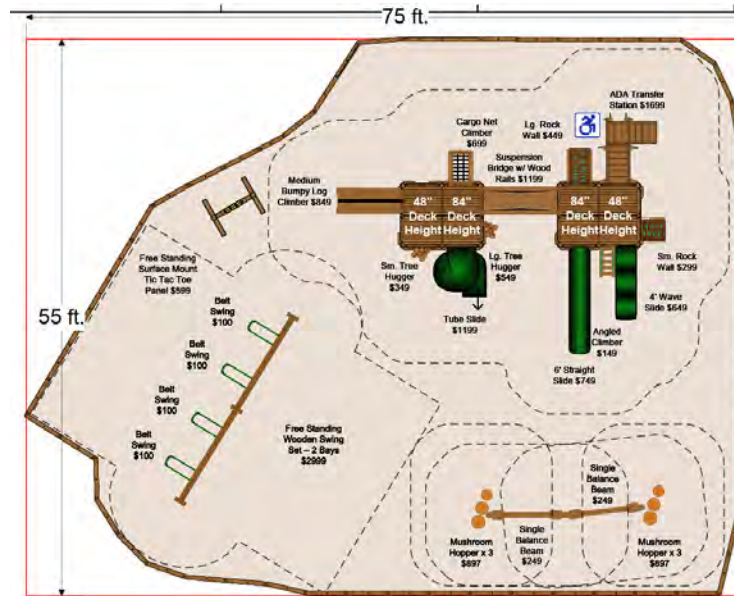 75 ft.
ADA Transfer
Station $1699
Cargo Net
Climber
$699
Lg. Rock
Wall $449
Suspension
Bridge w/ Wood
Rails $1199
Medium
Bumpy Log
Climber $849
48"
Deck
Height
84"
Deck
Height
84"
Deck
Height
48"
Deck
Height
Sm. Tree
Hugger
$349
Lg. Tree
Hugger
$549
Sm. Rock
Wall $299
Free Standing
Surface Mount
Tic Tac Toe
Panel $599
4' Wave
Slide $649
Tube Slide
$1199
Angled
Climber
$149
6' Straight
Slide $749
55 ft.
Belt
Swing
$100
Belt
Swing
$100
Belt
Swing
$100
Belt
Swing
$100
Free Standing
Wooden Swing
Set – 2 Bays
$2999
Single
Balance
Beam
$249
Single
Balance
Beam
$249
Mushroom
Hopper x 3
$897
Mushroom
Hopper x 3
$897